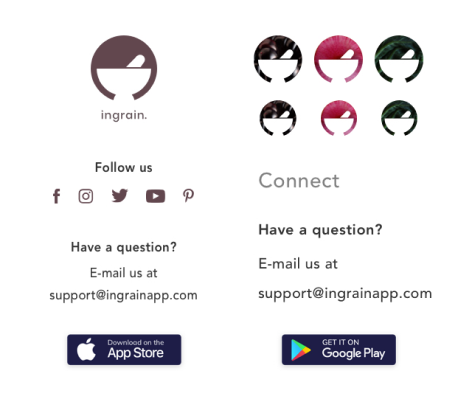 ingrain.
Follow us
Have a question?
E-mail us at
support@ingrainapp.com
Download on the
App Store
Connect
Have a question?
E-mail us at
support@ingrainapp.com
GET IT ON
Google Play